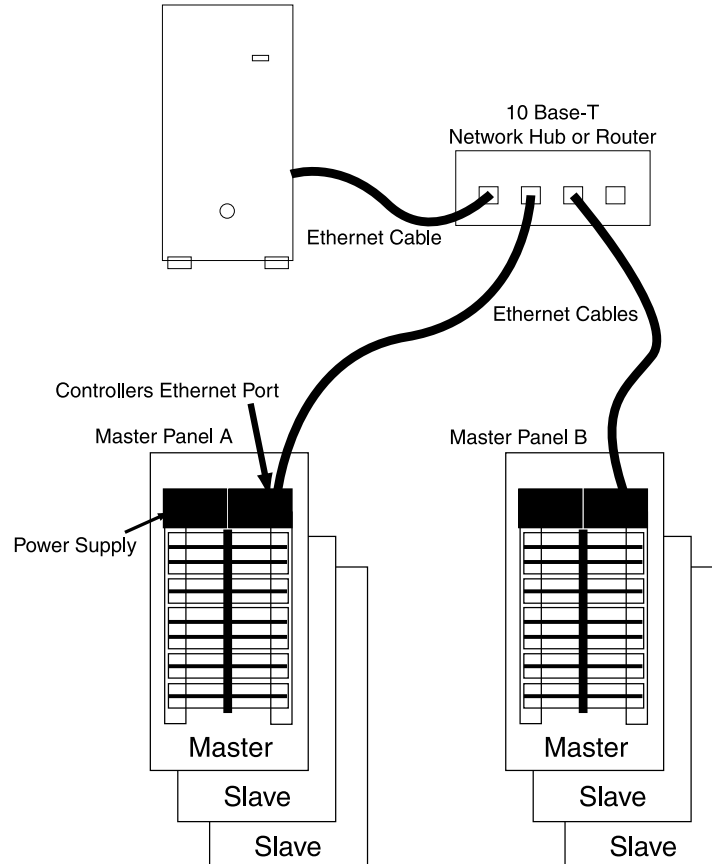 10 Base-T
Network Hub or Router
Ethernet Cable
Ethernet Cables
Controllers Ethernet Port
Master Panel A
Master Panel B
Power Supply
Master
Master
Slave
Slave
Slave
Slave